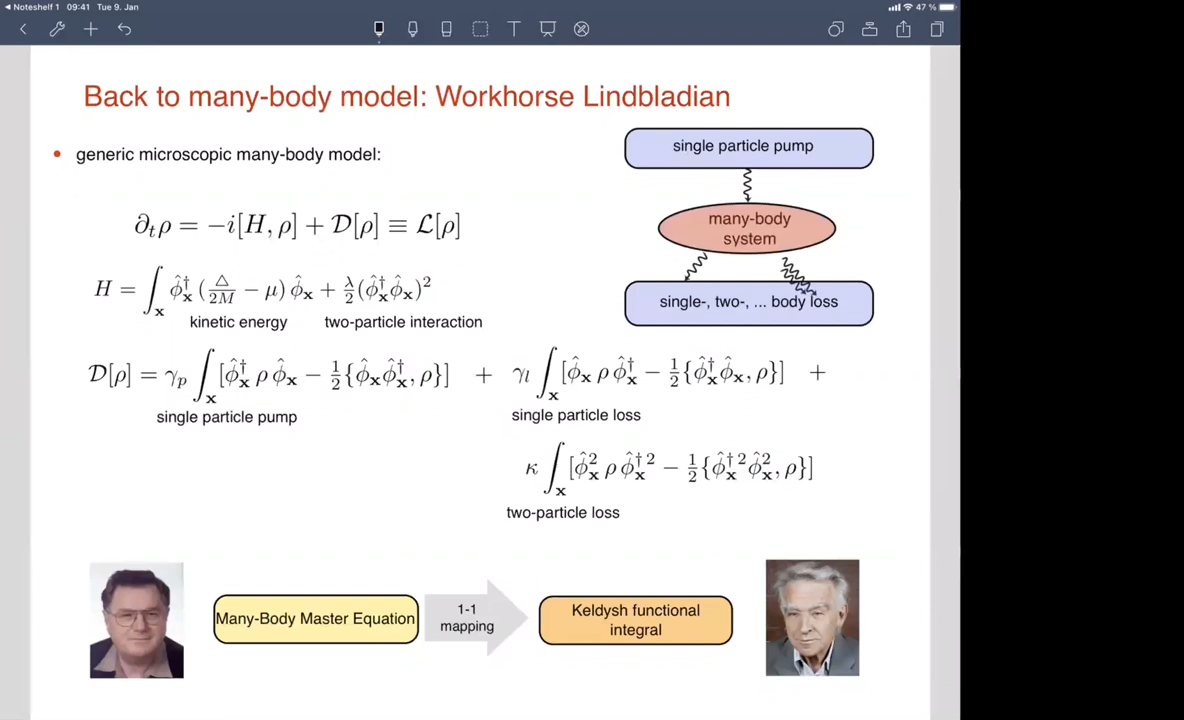 ◀ Noteshelf 1 09:41 Tue 9. Jan 47 %
Back to many-body model: Workhorse Lindbladian
• generic microscopic many-body model:
single particle pump
many-body
system
single-, two-, ... body loss
∂ₜρ = −i[H, ρ] + 𝒟[ρ] ≡ ℒ[ρ]
H = ∫_𝐱 φ̂†_𝐱 (△/2M − μ) φ̂_𝐱 + λ/2 (φ̂†_𝐱 φ̂_𝐱)²
kinetic energy two-particle interaction
𝒟[ρ] = γₚ ∫_𝐱 [φ̂†_𝐱 ρ φ̂_𝐱 − ½{φ̂_𝐱 φ̂†_𝐱, ρ}] + γₗ ∫_𝐱 [φ̂_𝐱 ρ φ̂†_𝐱 − ½{φ̂†_𝐱 φ̂_𝐱, ρ}] +
single particle pump single particle loss
κ ∫_𝐱 [φ̂²_𝐱 ρ φ̂†²_𝐱 − ½{φ̂†²_𝐱 φ̂²_𝐱, ρ}]
two-particle loss
Many-Body Master Equation
1-1
mapping
Keldysh functional
integral